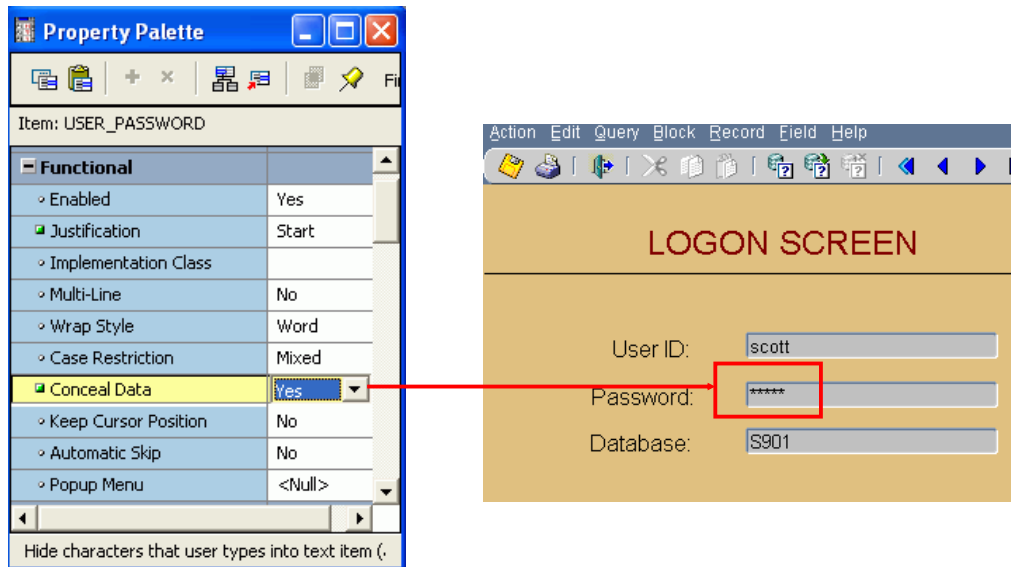 Property Palette
Fi
Item: USER_PASSWORD
Functional
Enabled Yes
Justification Start
Implementation Class
Multi-Line No
Wrap Style Word
Case Restriction Mixed
Conceal Data Yes
Keep Cursor Position No
Automatic Skip No
Popup Menu <Null>
Hide characters that user types into text item (.
Action Edit Query Block Record Field Help
LOGON SCREEN
User ID: scott
Password: *****
Database: S901